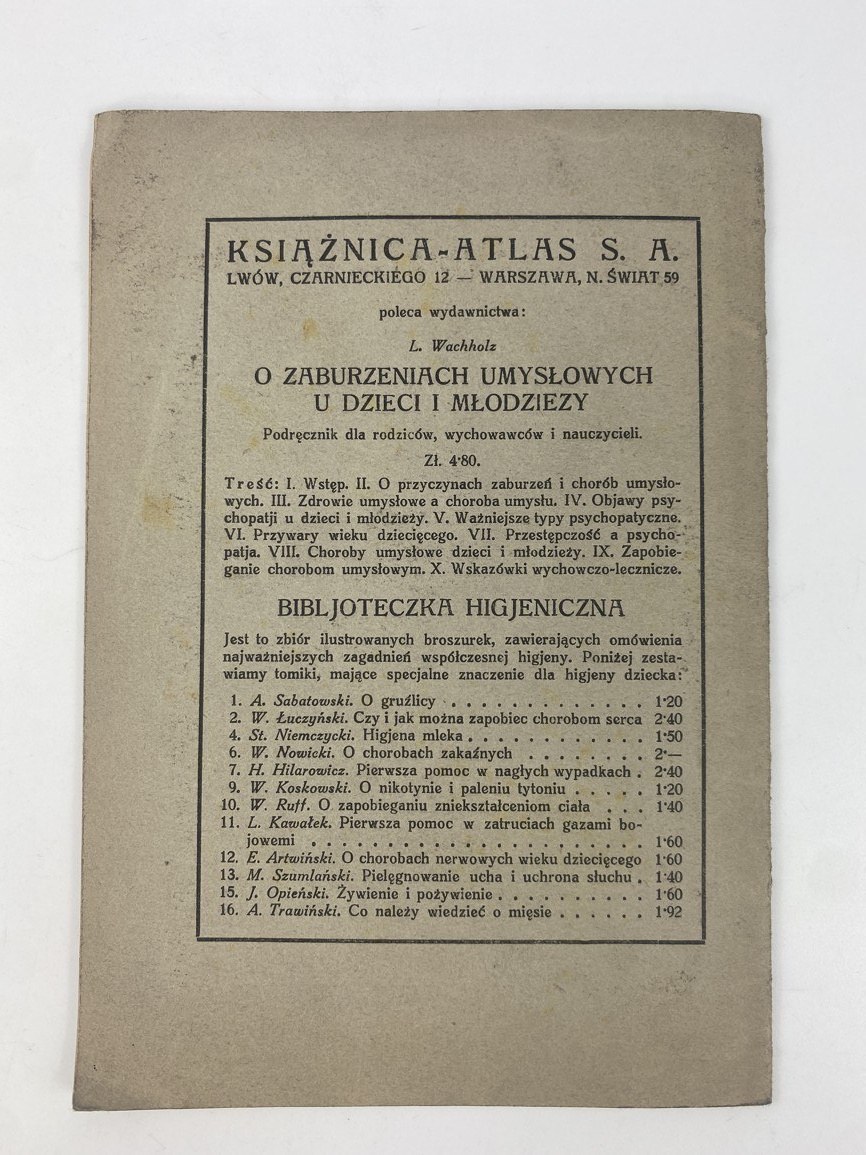 KSIĄŻNICA-ATLAS S. A.
LWÓW, CZARNIECKIEGO 12 — WARSZAWA, N. ŚWIAT 59
poleca wydawnictwa:
L. Wachholz
O ZABURZENIACH UMYSŁOWYCH
U DZIECI I MŁODZIEZY
Podręcznik dla rodziców, wychowawców i nauczycieli.
Zł. 4·80.
Treść: I. Wstęp. II. O przyczynach zaburzeń i chorób umysło-
wych. III. Zdrowie umysłowe a choroba umysłu. IV. Objawy psy-
chopatji u dzieci i młodzieży. V. Ważniejsze typy psychopatyczne.
VI. Przywary wieku dziecięcego. VII. Przestępczość a psycho-
patja. VIII. Choroby umysłowe dzieci i młodzieży. IX. Zapobie-
ganie chorobom umysłowym. X. Wskazówki wychowczo-lecznicze.
BIBLJOTECZKA HIGJENICZNA
Jest to zbiór ilustrowanych broszurek, zawierających omówienia
najważniejszych zagadnień współczesnej higjeny. Poniżej zesta-
wiamy tomiki, mające specjalne znaczenie dla higjeny dziecka:
1. A. Sabatowski. O gruźlicy . . . . . . . . . . . . . 1·20
2. W. Łuczyński. Czy i jak można zapobiec chorobom serca 2·40
4. St. Niemczycki. Higjena mleka . . . . . . . . . . . . 1·50
6. W. Nowicki. O chorobach zakaźnych . . . . . . . . 2·—
7. H. Hilarowicz. Pierwsza pomoc w nagłych wypadkach . 2·40
9. W. Koskowski. O nikotynie i paleniu tytoniu . . . . . 1·20
10. W. Ruff. O zapobieganiu zniekształceniom ciała . . . 1·40
11. L. Kawałek. Pierwsza pomoc w zatruciach gazami bo-
jowemi . . . . . . . . . . . . . . . . . . . . . . 1·60
12. E. Artwiński. O chorobach nerwowych wieku dziecięcego 1·60
13. M. Szumlański. Pielęgnowanie ucha i uchrona słuchu . 1·40
15. J. Opieński. Żywienie i pożywienie . . . . . . . . . . 1·60
16. A. Trawiński. Co należy wiedzieć o mięsie . . . . . . 1·92